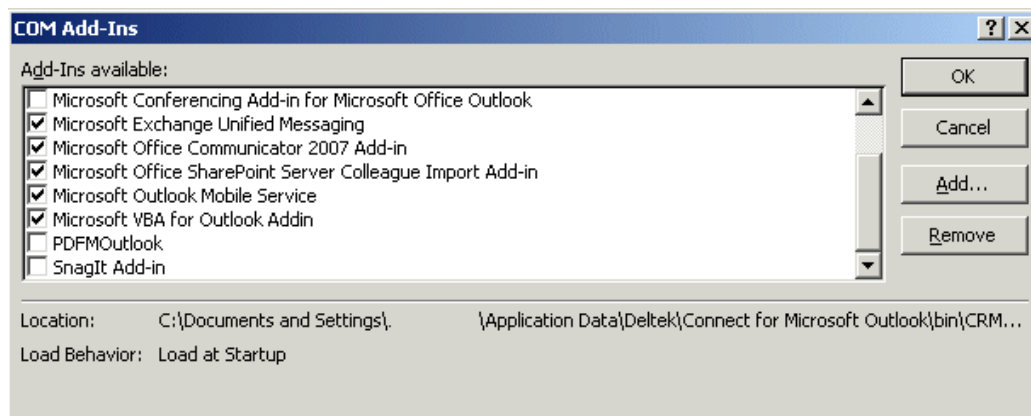 COM Add-Ins
Add-Ins available:
Microsoft Conferencing Add-in for Microsoft Office Outlook
Microsoft Exchange Unified Messaging
Microsoft Office Communicator 2007 Add-in
Microsoft Office SharePoint Server Colleague Import Add-in
Microsoft Outlook Mobile Service
Microsoft VBA for Outlook Addin
PDFMOutlook
SnagIt Add-in
OK
Cancel
Add...
Remove
Location: C:\Documents and Settings\. \Application Data\Deltek\Connect for Microsoft Outlook\bin\CRM...
Load Behavior: Load at Startup